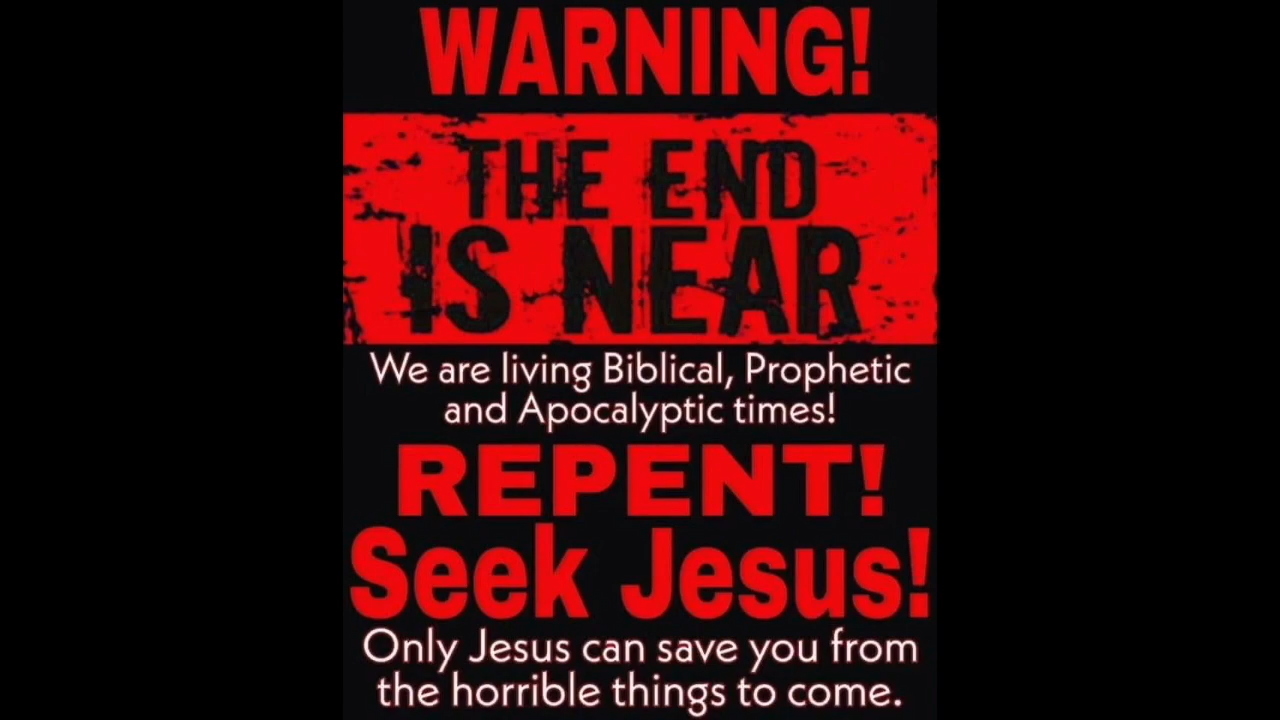 WARNING!
THE END
IS NEAR
We are living Biblical, Prophetic
and Apocalyptic times!
REPENT!
Seek Jesus!
Only Jesus can save you from
the horrible things to come.